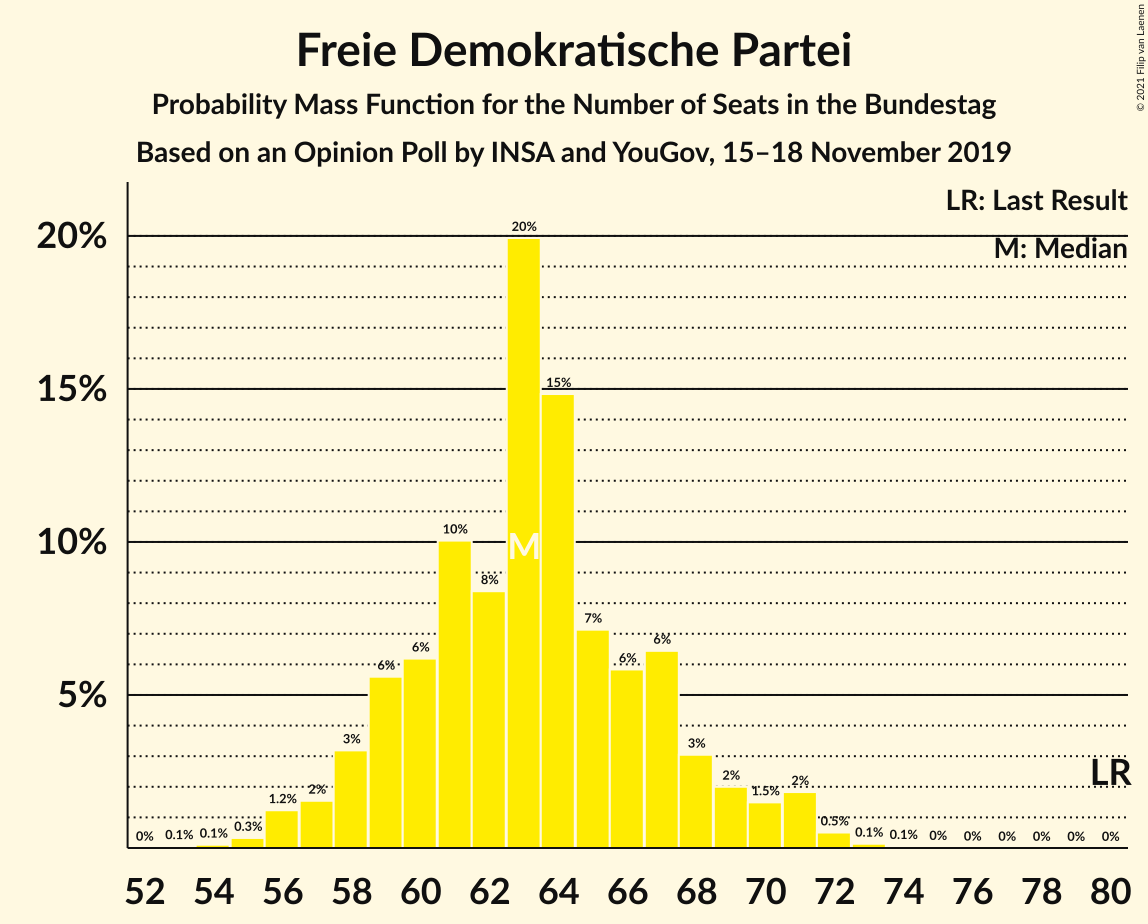 Freie Demokratische Partei
Probability Mass Function for the Number of Seats in the Bundestag
Based on an Opinion Poll by INSA and YouGov, 15–18 November 2019
© 2021 Filip van Laenen
LR: Last Result
M: Median
20%
15%
10%
5%
0% 0.1% 0.1% 0.3% 1.2% 2% 3% 6% 6% 10% 8% 20% 15% 7% 6% 6% 3% 2% 1.5% 2% 0.5% 0.1% 0.1% 0% 0% 0% 0% 0% 0%
M
LR
52 54 56 58 60 62 64 66 68 70 72 74 76 78 80